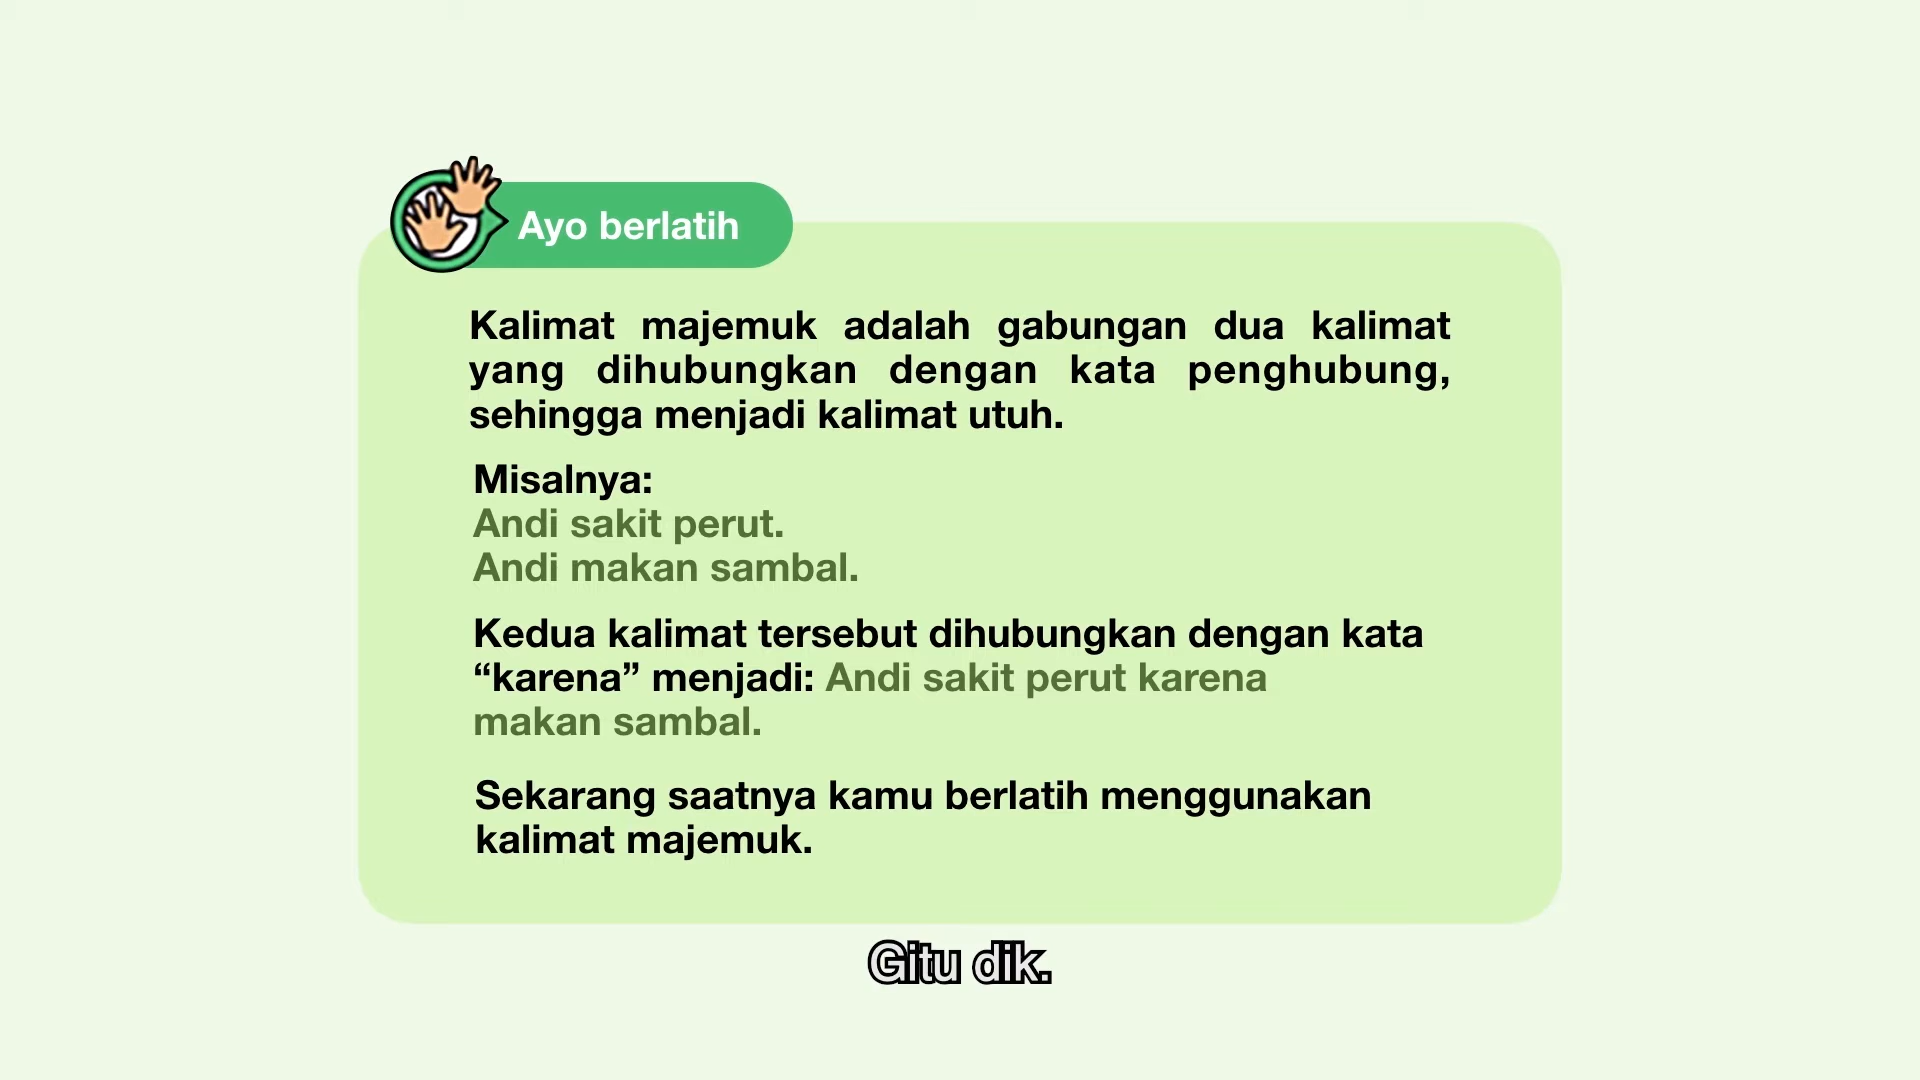 Ayo berlatih
Kalimat majemuk adalah gabungan dua kalimat
yang dihubungkan dengan kata penghubung,
sehingga menjadi kalimat utuh.
Misalnya:
Andi sakit perut.
Andi makan sambal.
Kedua kalimat tersebut dihubungkan dengan kata
“karena” menjadi: Andi sakit perut karena
makan sambal.
Sekarang saatnya kamu berlatih menggunakan
kalimat majemuk.
Gitu dik.